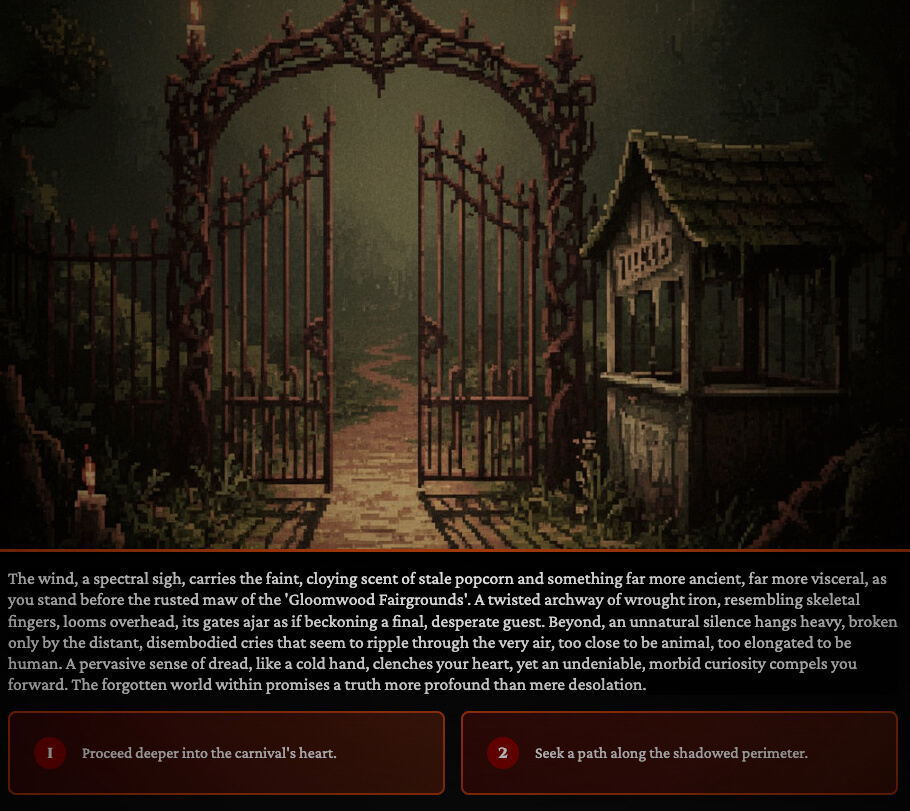 The wind, a spectral sigh, carries the faint, cloying scent of stale popcorn and something far more ancient, far more visceral, as
you stand before the rusted maw of the 'Gloomwood Fairgrounds'. A twisted archway of wrought iron, resembling skeletal
fingers, looms overhead, its gates ajar as if beckoning a final, desperate guest. Beyond, an unnatural silence hangs heavy, broken
only by the distant, disembodied cries that seem to ripple through the very air, too close to be animal, too elongated to be
human. A pervasive sense of dread, like a cold hand, clenches your heart, yet an undeniable, morbid curiosity compels you
forward. The forgotten world within promises a truth more profound than mere desolation.
1 Proceed deeper into the carnival's heart.
2 Seek a path along the shadowed perimeter.